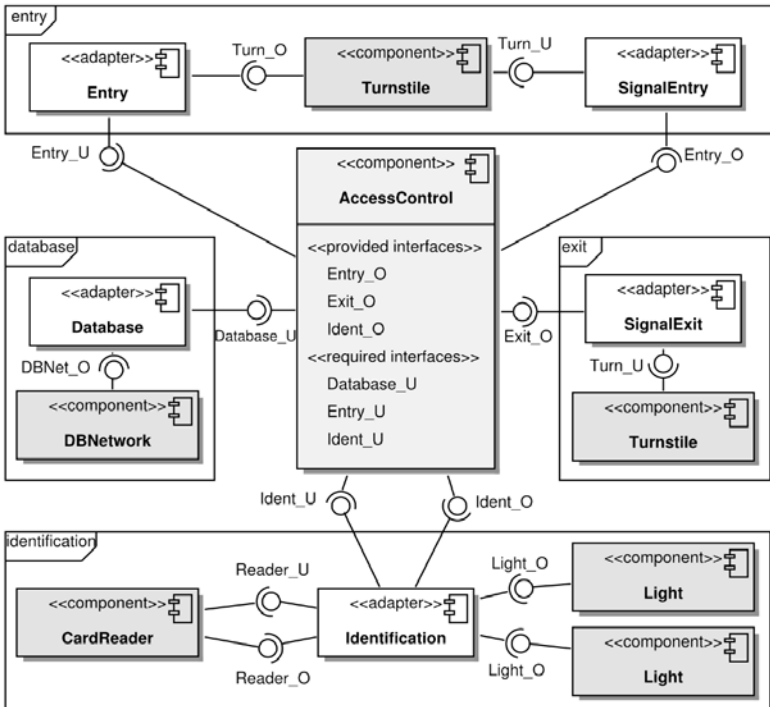 entry
<<adapter>>
Entry
Turn_O
<<component>>
Turnstile
Turn_U
<<adapter>>
SignalEntry
Entry_U
Entry_O
<<component>>
AccessControl
<<provided interfaces>>
Entry_O
Exit_O
Ident_O
<<required interfaces>>
Database_U
Entry_U
Ident_U
database
<<adapter>>
Database
Database_U
DBNet_O
<<component>>
DBNetwork
exit
<<adapter>>
SignalExit
Exit_O
Turn_U
<<component>>
Turnstile
Ident_U
Ident_O
identification
<<component>>
CardReader
Reader_U
Reader_O
<<adapter>>
Identification
Light_O
<<component>>
Light
Light_O
<<component>>
Light